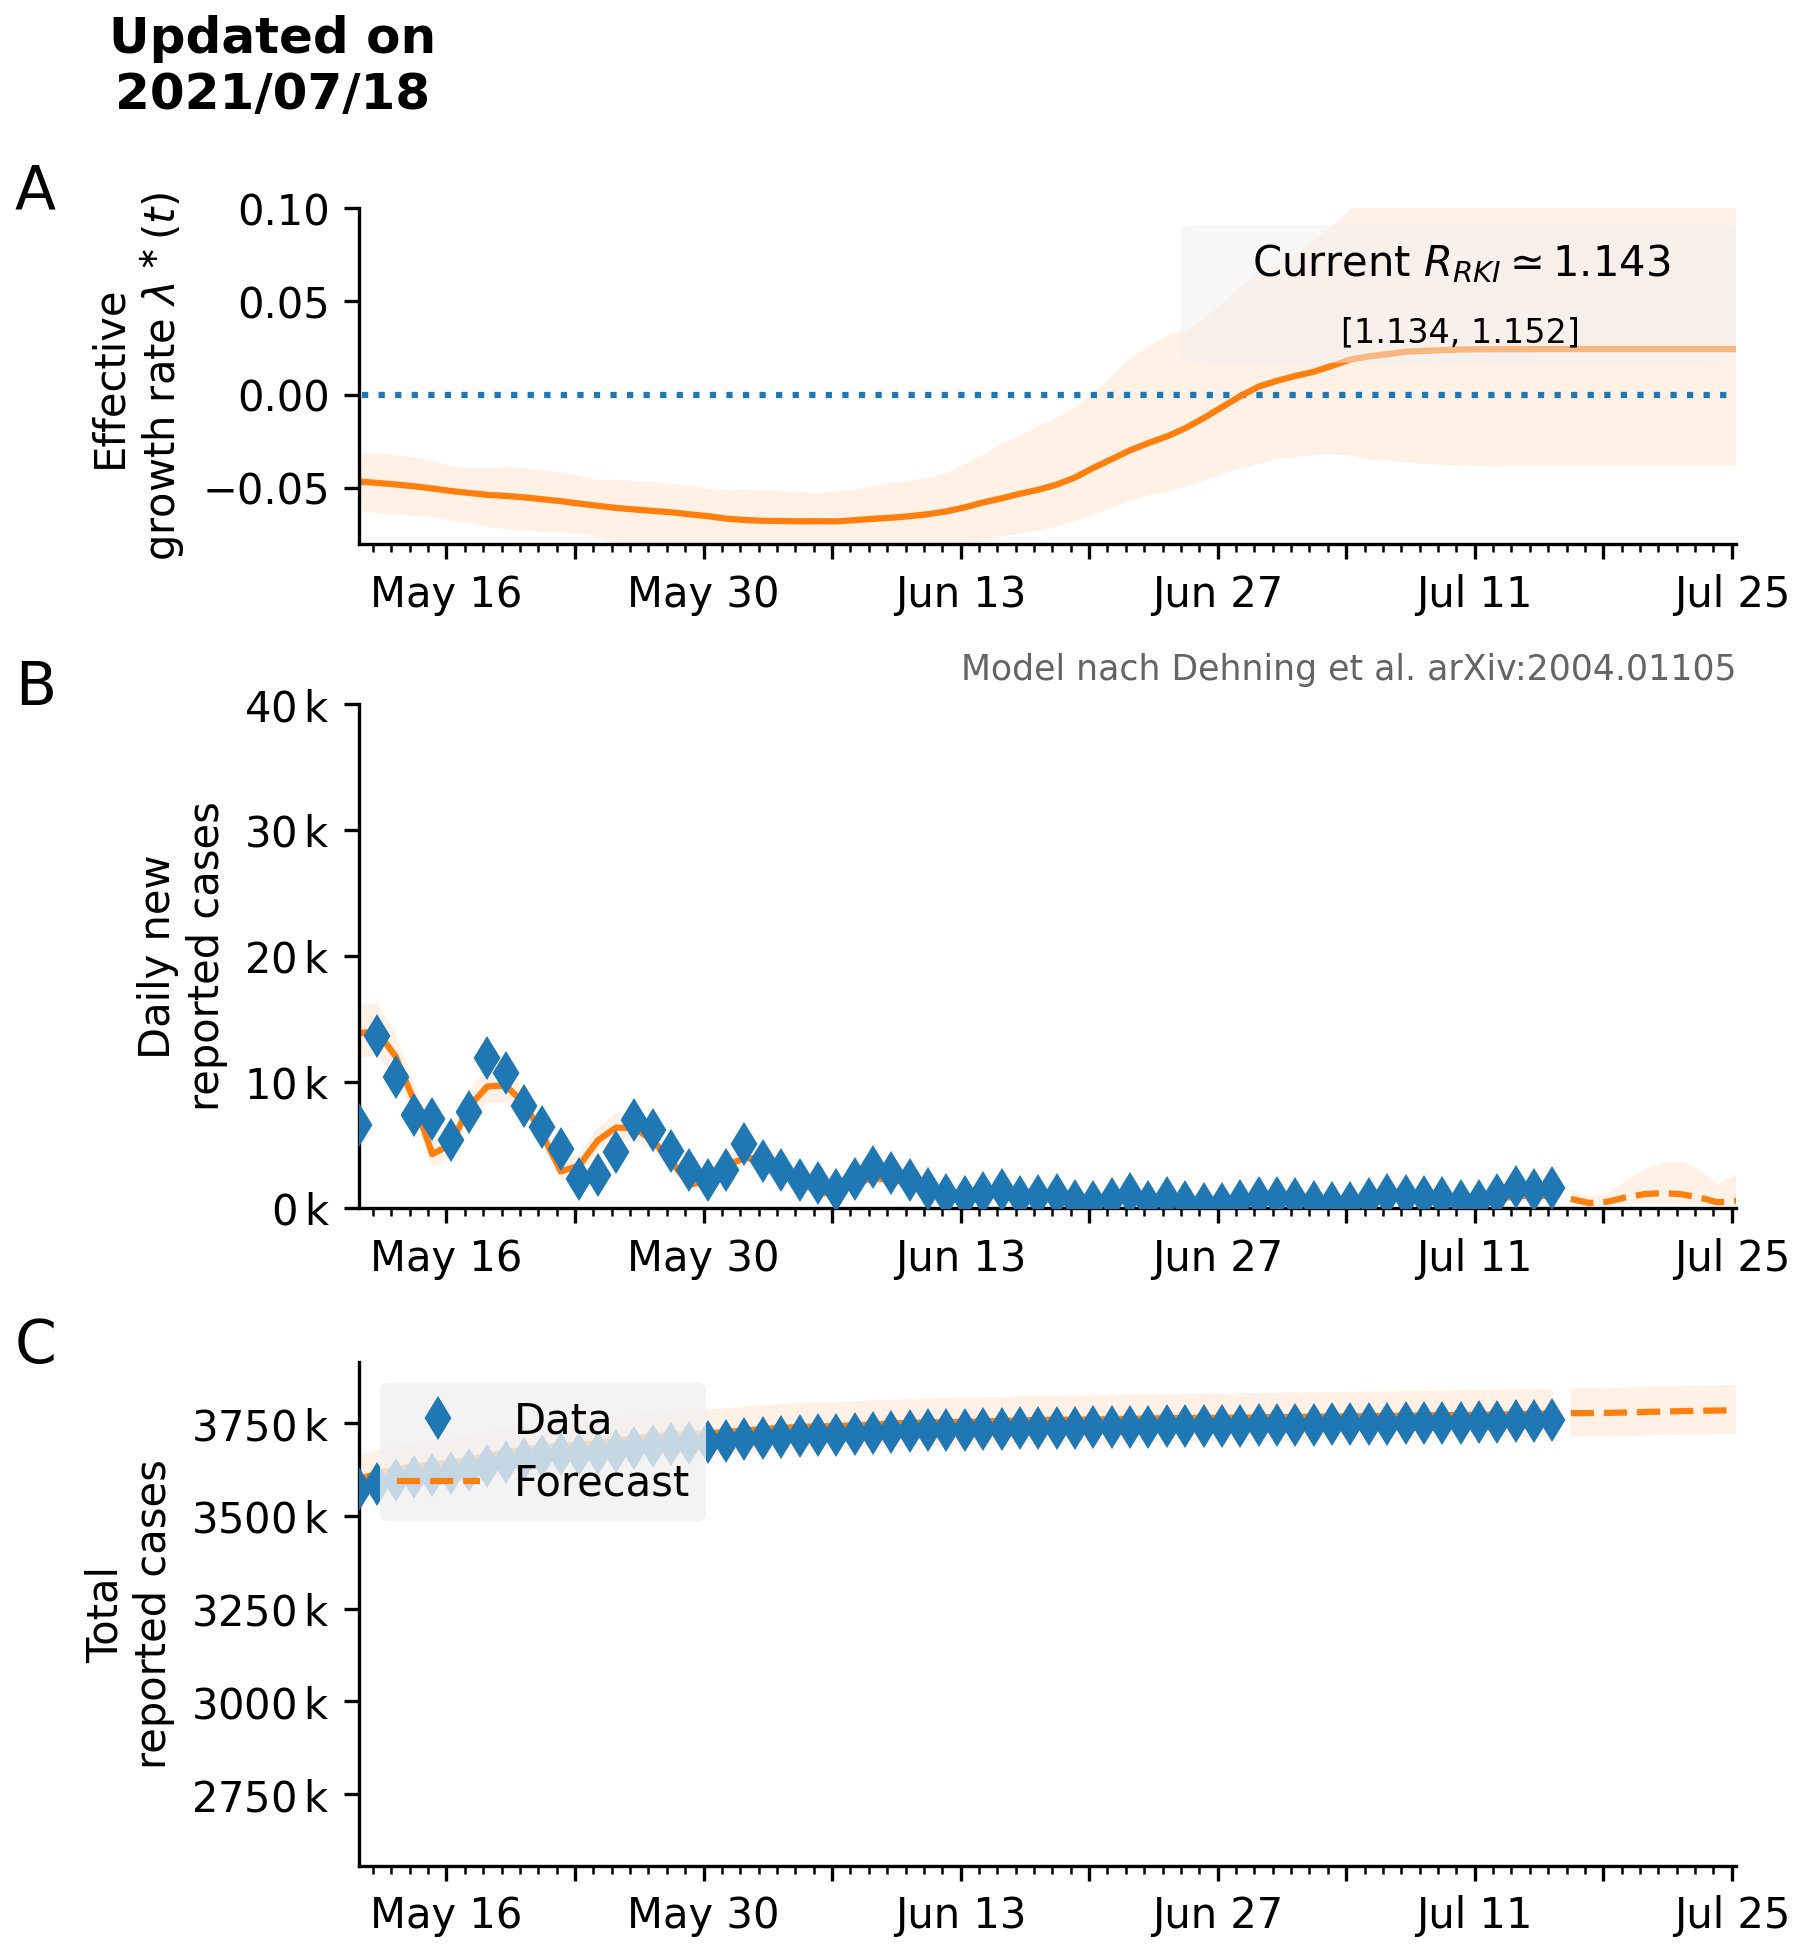 Updated on
2021/07/18
A
Effective
growth rate λ * (t)
0.10
0.05
0.00
−0.05
Current R_RKI ≃ 1.143
[1.134, 1.152]
May 16 May 30 Jun 13 Jun 27 Jul 11 Jul 25
B
Model nach Dehning et al. arXiv:2004.01105
Daily new
reported cases
40 k
30 k
20 k
10 k
0 k
May 16 May 30 Jun 13 Jun 27 Jul 11 Jul 25
C
Total
reported cases
3750 k
3500 k
3250 k
3000 k
2750 k
Data
Forecast
May 16 May 30 Jun 13 Jun 27 Jul 11 Jul 25